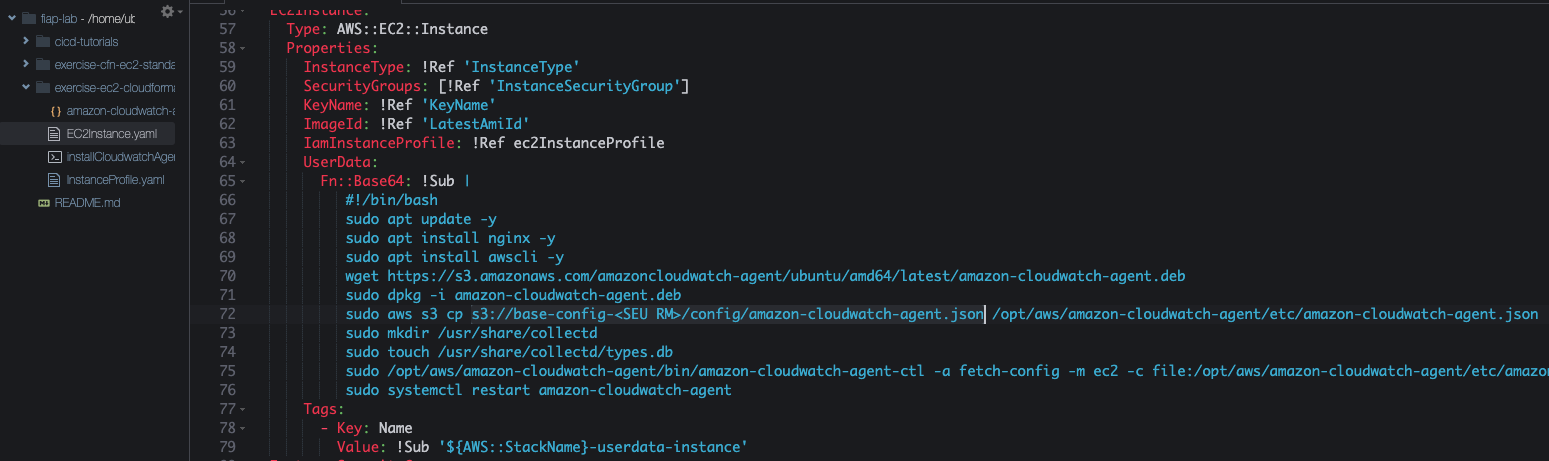 fiap-lab - /home/ub
cicd-tutorials
exercise-cfn-ec2-standa
exercise-ec2-cloudforma
amazon-cloudwatch-a
EC2Instance.yaml
installCloudwatchAgen
InstanceProfile.yaml
README.md
56 EC2Instance:
57 Type: AWS::EC2::Instance
58 Properties:
59 InstanceType: !Ref 'InstanceType'
60 SecurityGroups: [!Ref 'InstanceSecurityGroup']
61 KeyName: !Ref 'KeyName'
62 ImageId: !Ref 'LatestAmiId'
63 IamInstanceProfile: !Ref ec2InstanceProfile
64 UserData:
65 Fn::Base64: !Sub |
66 #!/bin/bash
67 sudo apt update -y
68 sudo apt install nginx -y
69 sudo apt install awscli -y
70 wget https://s3.amazonaws.com/amazoncloudwatch-agent/ubuntu/amd64/latest/amazon-cloudwatch-agent.deb
71 sudo dpkg -i amazon-cloudwatch-agent.deb
72 sudo aws s3 cp s3://base-config-<SEU RM>/config/amazon-cloudwatch-agent.json /opt/aws/amazon-cloudwatch-agent/etc/amazon-cloudwatch-agent.json
73 sudo mkdir /usr/share/collectd
74 sudo touch /usr/share/collectd/types.db
75 sudo /opt/aws/amazon-cloudwatch-agent/bin/amazon-cloudwatch-agent-ctl -a fetch-config -m ec2 -c file:/opt/aws/amazon-cloudwatch-agent/etc/amazon
76 sudo systemctl restart amazon-cloudwatch-agent
77 Tags:
78 - Key: Name
79 Value: !Sub '${AWS::StackName}-userdata-instance'